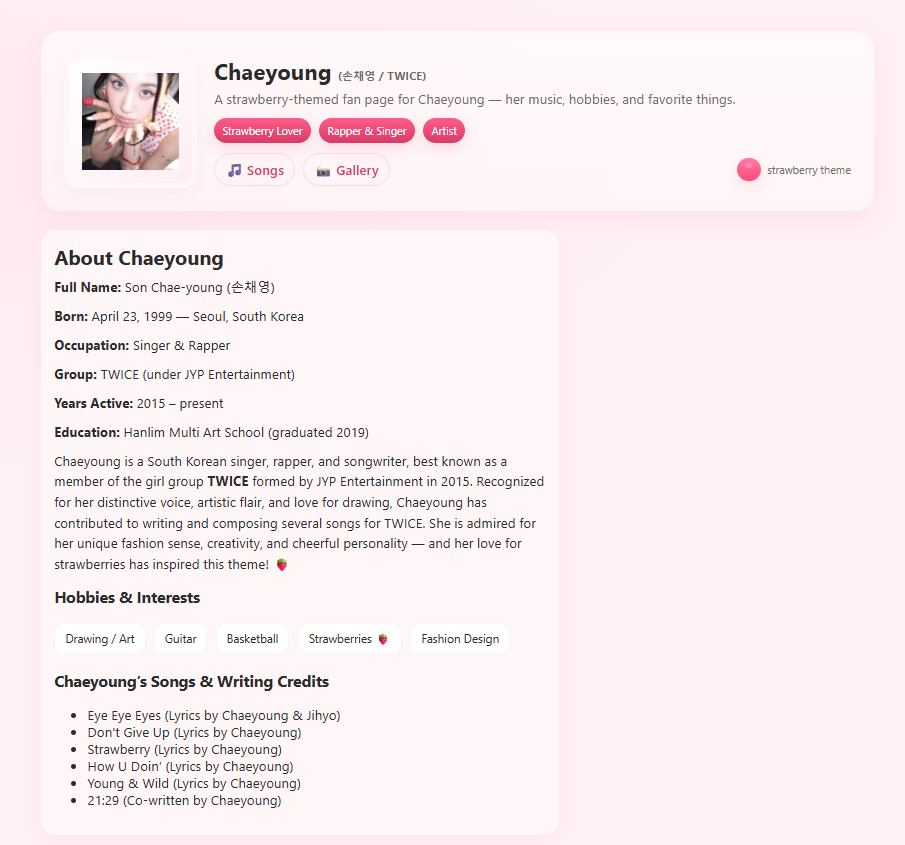 Chaeyoung (손채영 / TWICE)
A strawberry-themed fan page for Chaeyoung — her music, hobbies, and favorite things.
Strawberry Lover
Rapper & Singer
Artist
🎵 Songs
📷 Gallery
strawberry theme
About Chaeyoung
Full Name: Son Chae-young (손채영)
Born: April 23, 1999 — Seoul, South Korea
Occupation: Singer & Rapper
Group: TWICE (under JYP Entertainment)
Years Active: 2015 – present
Education: Hanlim Multi Art School (graduated 2019)
Chaeyoung is a South Korean singer, rapper, and songwriter, best known as a
member of the girl group TWICE formed by JYP Entertainment in 2015. Recognized
for her distinctive voice, artistic flair, and love for drawing, Chaeyoung has
contributed to writing and composing several songs for TWICE. She is admired for
her unique fashion sense, creativity, and cheerful personality — and her love for
strawberries has inspired this theme! 🍓
Hobbies & Interests
Drawing / Art
Guitar
Basketball
Strawberries 🍓
Fashion Design
Chaeyoung’s Songs & Writing Credits
• Eye Eye Eyes (Lyrics by Chaeyoung & Jihyo)
• Don't Give Up (Lyrics by Chaeyoung)
• Strawberry (Lyrics by Chaeyoung)
• How U Doin’ (Lyrics by Chaeyoung)
• Young & Wild (Lyrics by Chaeyoung)
• 21:29 (Co-written by Chaeyoung)